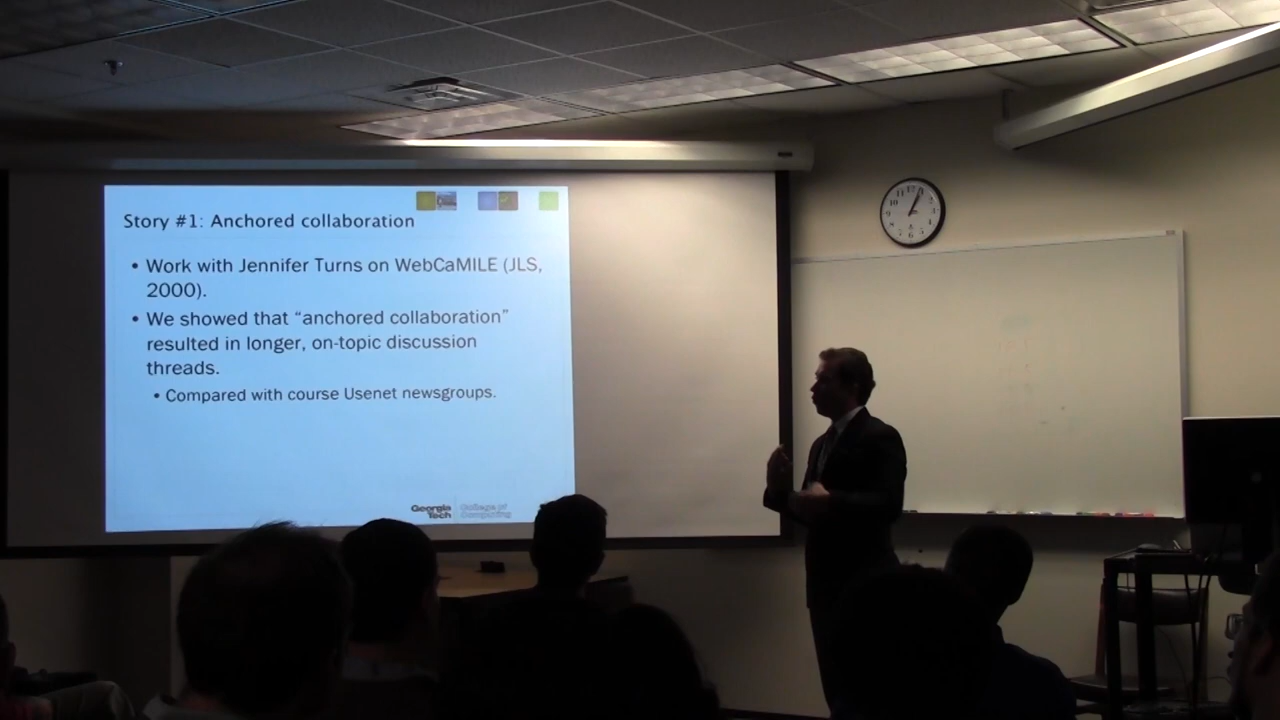 Story #1: Anchored collaboration
• Work with Jennifer Turns on WebCaMILE (JLS,
2000).
• We showed that “anchored collaboration”
resulted in longer, on-topic discussion
threads.
• Compared with course Usenet newsgroups.
Georgia
Tech
College of
Computing